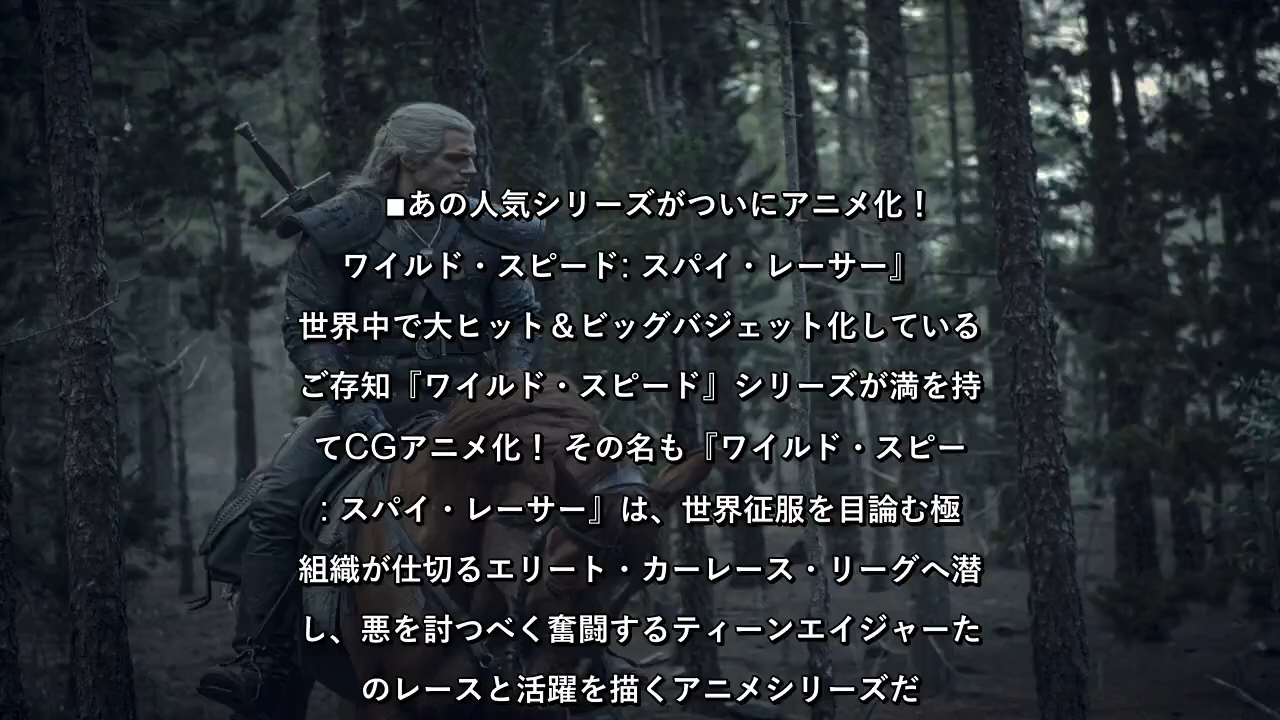 ■あの人気シリーズがついにアニメ化！
ワイルド・スピード: スパイ・レーサー』
世界中で大ヒット＆ビッグバジェット化している
ご存知『ワイルド・スピード』シリーズが満を持
てCGアニメ化！ その名も『ワイルド・スピー
: スパイ・レーサー』は、世界征服を目論む極
組織が仕切るエリート・カーレース・リーグへ潜
し、悪を討つべく奮闘するティーンエイジャーた
のレースと活躍を描くアニメシリーズだ